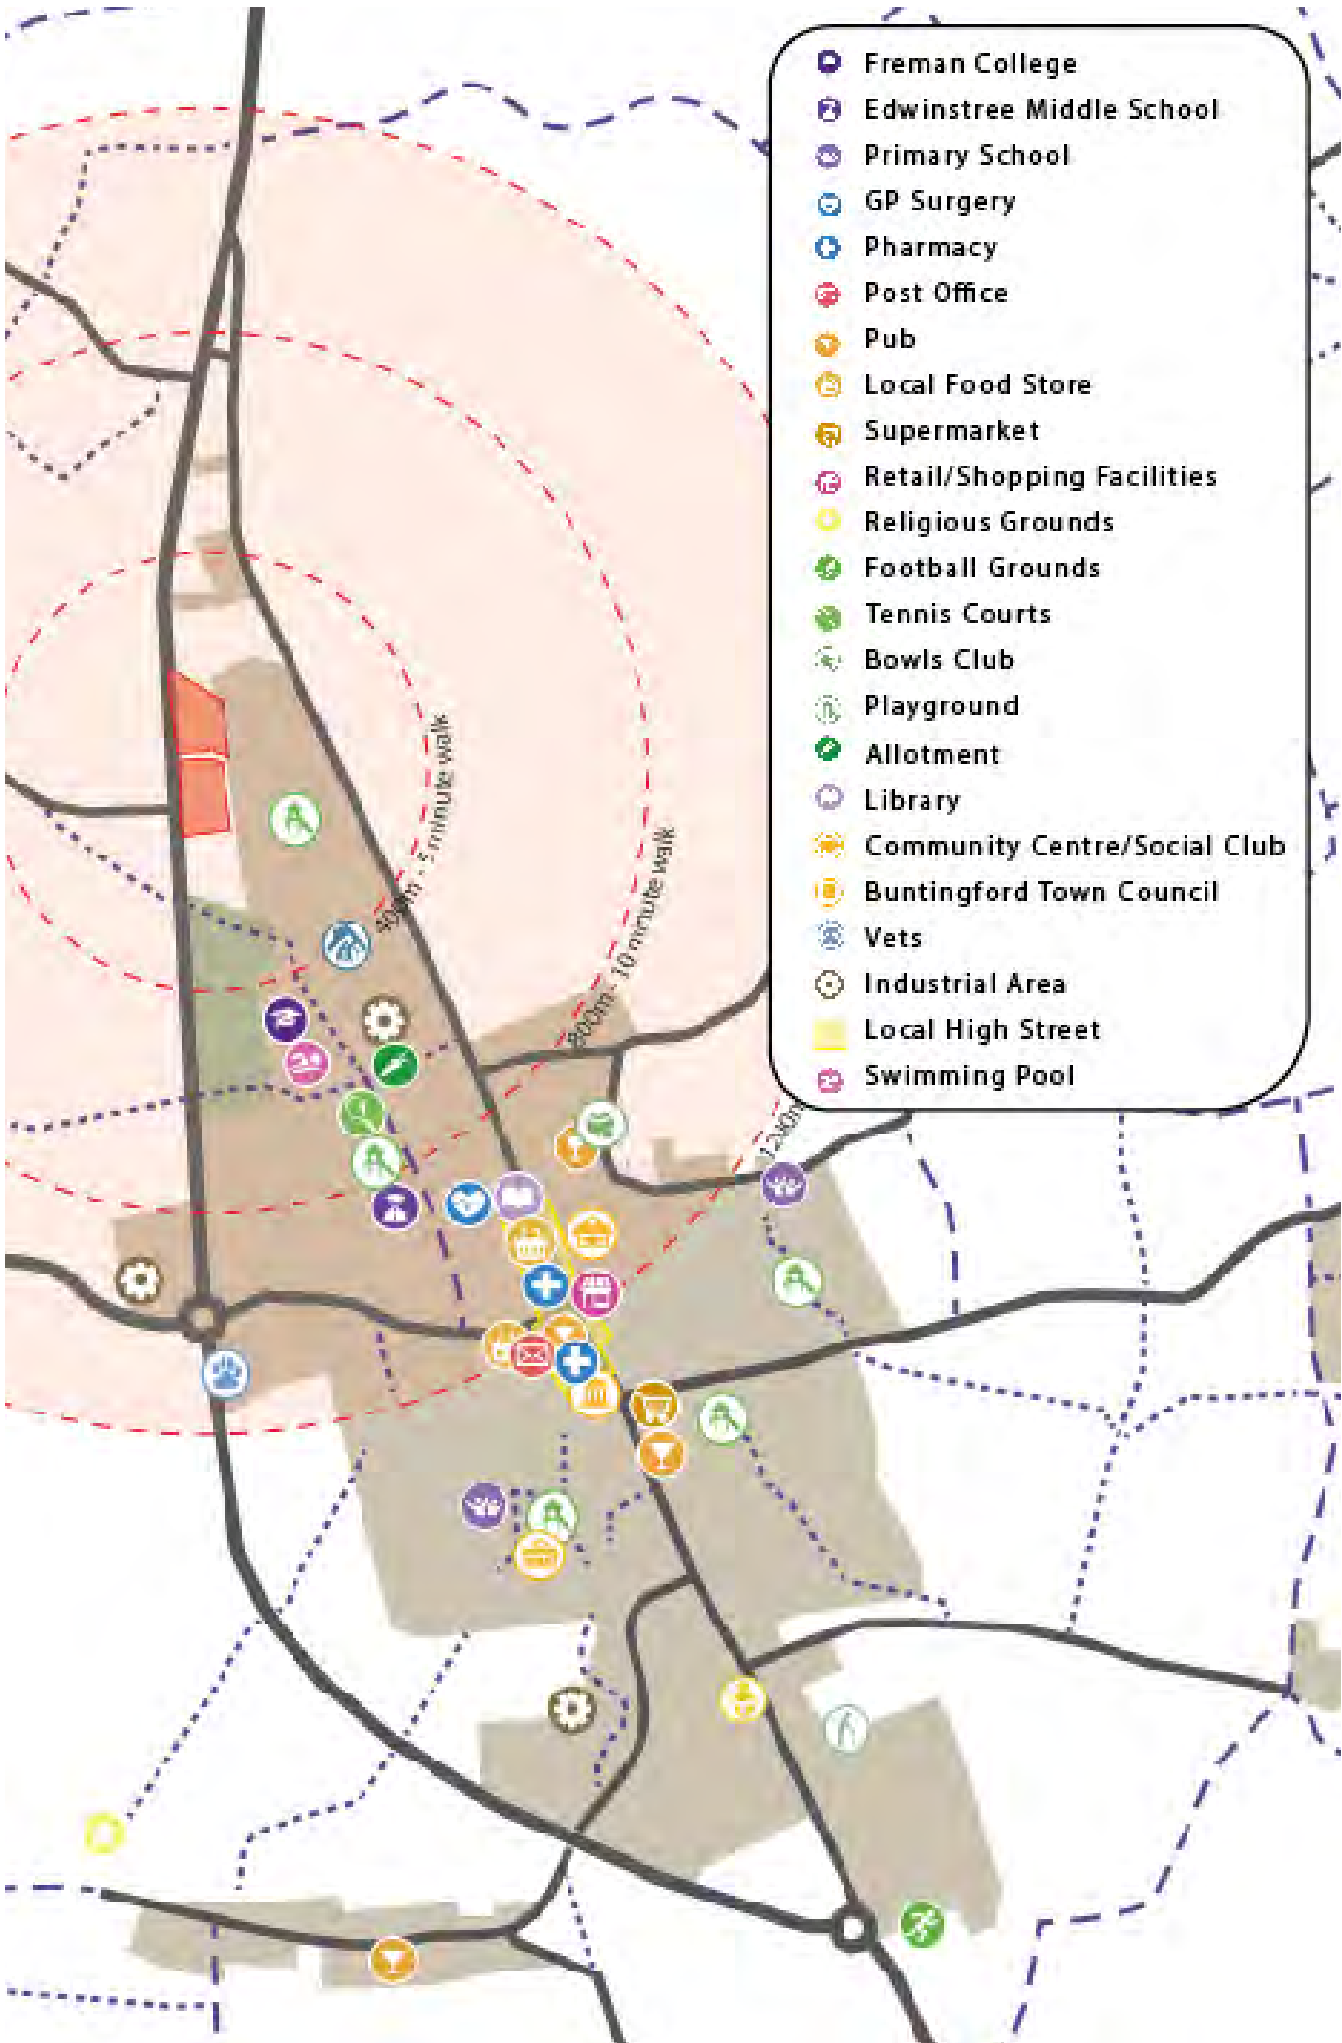 Freman College
Edwinstree Middle School
Primary School
GP Surgery
Pharmacy
Post Office
Pub
Local Food Store
Supermarket
Retail/Shopping Facilities
Religious Grounds
Football Grounds
Tennis Courts
Bowls Club
Playground
Allotment
Library
Community Centre/Social Club
Buntingford Town Council
Vets
Industrial Area
Local High Street
Swimming Pool
400m - 5 minute walk
800m - 10 minute walk
1200m